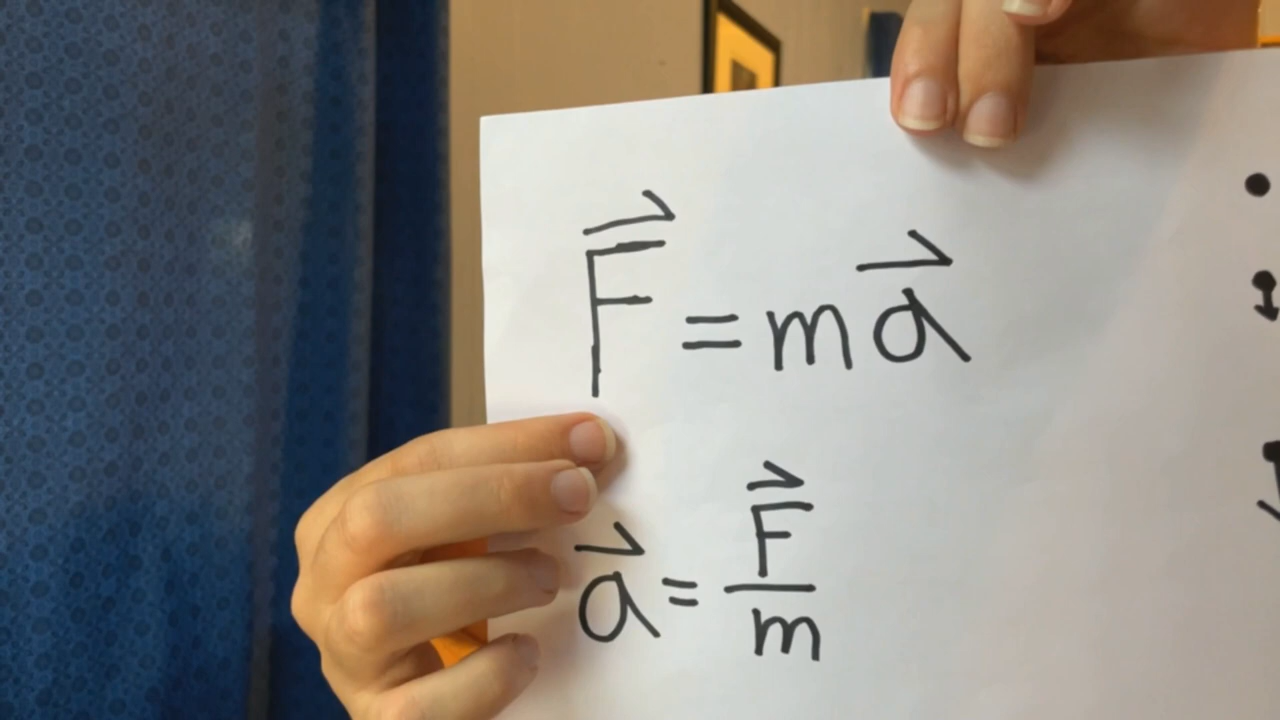 F⃗ = ma⃗
a⃗ = F⃗/m